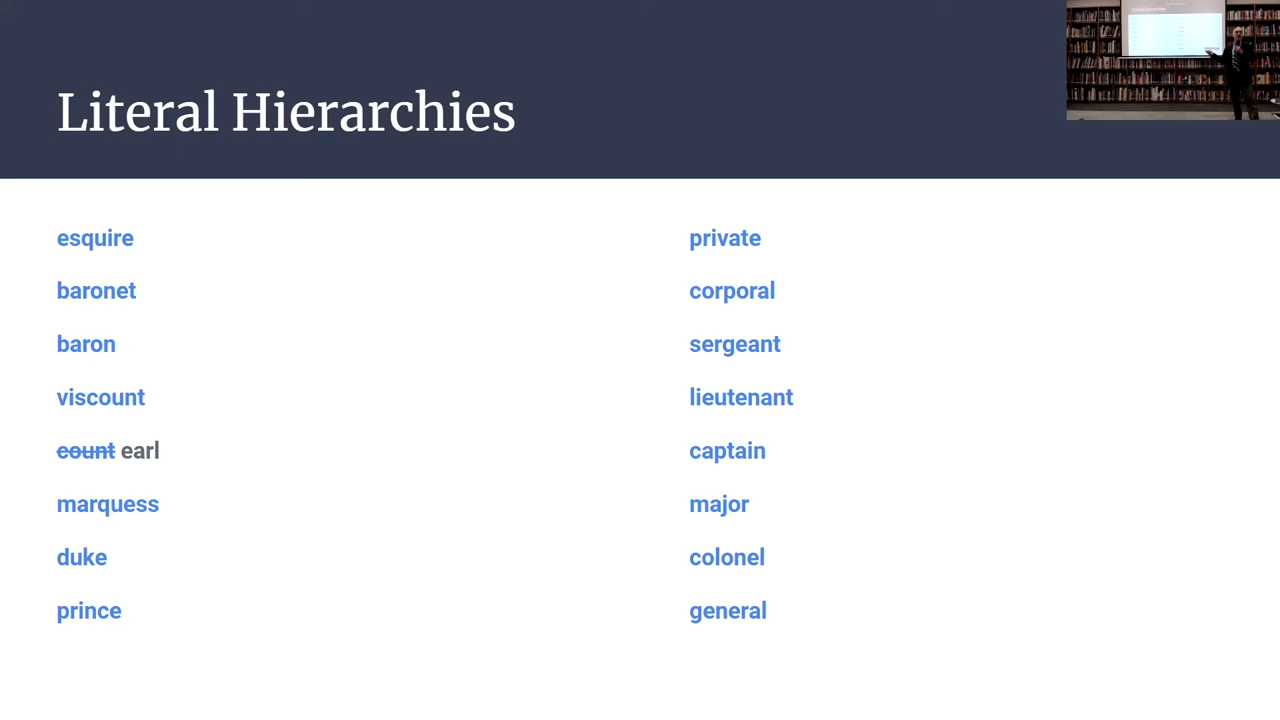 Literal Hierarchies
esquire
baronet
baron
viscount
count earl
marquess
duke
prince
private
corporal
sergeant
lieutenant
captain
major
colonel
general